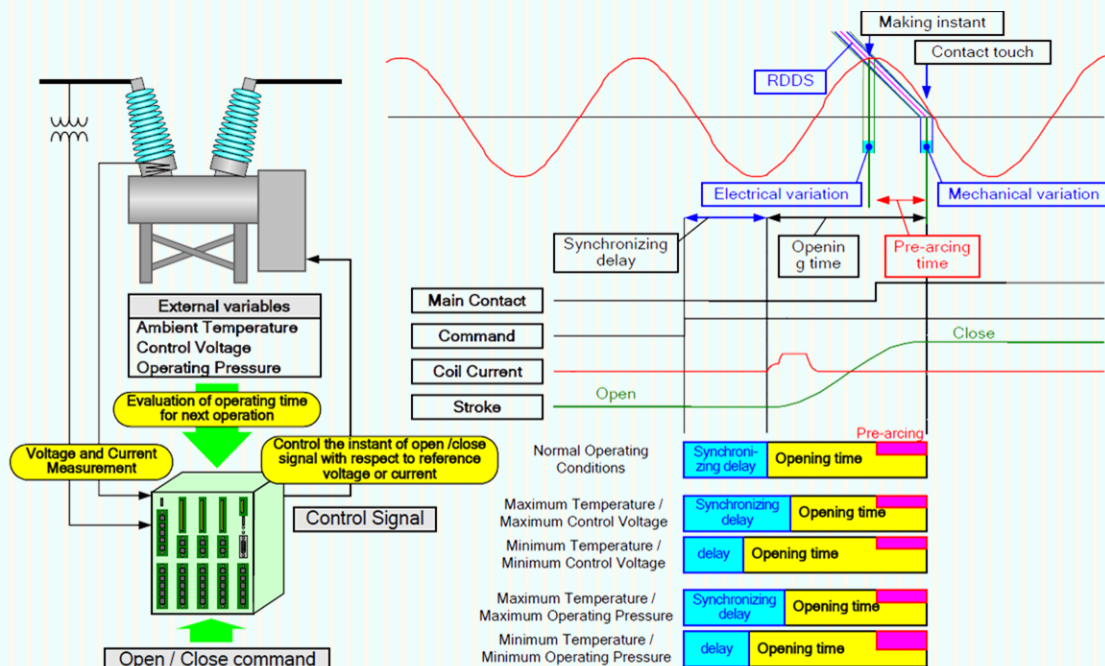 Making instant
Contact touch
RDDS
Electrical variation
Mechanical variation
Synchronizing
delay
Openin
g time
Pre-arcing
time
Main Contact
Command
Coil Current
Stroke
Open
Close
External variables
Ambient Temperature
Control Voltage
Operating Pressure
Evaluation of operating time
for next operation
Voltage and Current
Measurement
Control the instant of open /close
signal with respect to reference
voltage or current
Control Signal
Open / Close command
Pre-arcing
Normal Operating
Conditions
Synchroni-
zing delay
Opening time
Maximum Temperature /
Maximum Control Voltage
Synchronizing
delay
Opening time
Minimum Temperature /
Minimum Control Voltage
delay
Opening time
Maximum Temperature /
Maximum Operating Pressure
Synchronizing
delay
Opening time
Minimum Temperature /
Minimum Operating Pressure
delay
Opening time